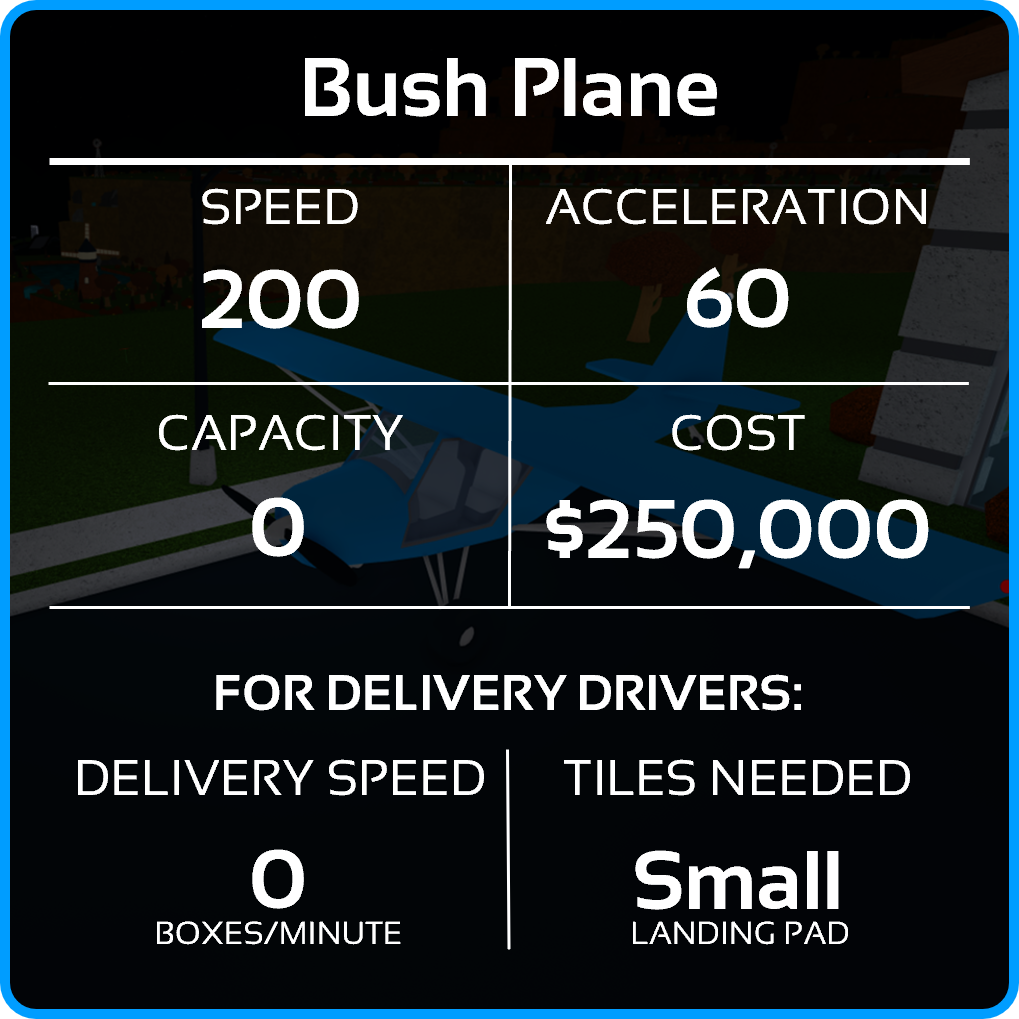 Bush Plane
SPEED
ACCELERATION
200
60
CAPACITY
COST
0
$250,000
FOR DELIVERY DRIVERS:
DELIVERY SPEED
TILES NEEDED
0
Small
BOXES/MINUTE
LANDING PAD